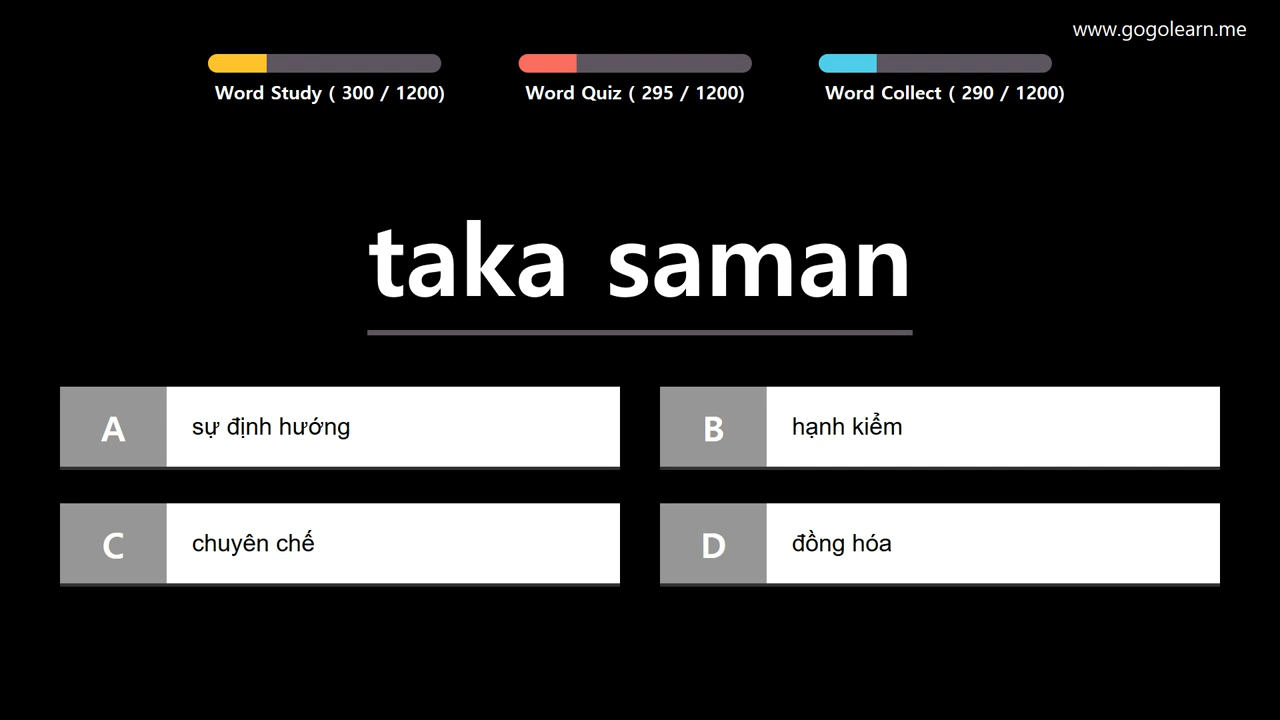 www.gogolearn.me
Word Study ( 300 / 1200)
Word Quiz ( 295 / 1200)
Word Collect ( 290 / 1200)
taka saman
A
sự định hướng
B
hạnh kiểm
C
chuyên chế
D
đồng hóa